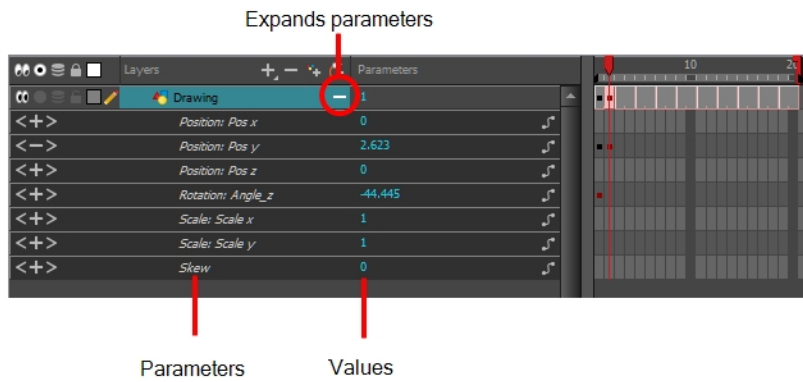 Expands parameters
Layers Parameters 10 2
Drawing 1
<+> Position: Pos x 0
<-> Position: Pos y 2.623
<+> Position: Pos z 0
<+> Rotation: Angle_z -44.445
<+> Scale: Scale x 1
<+> Scale: Scale y 1
<+> Skew 0
Parameters Values